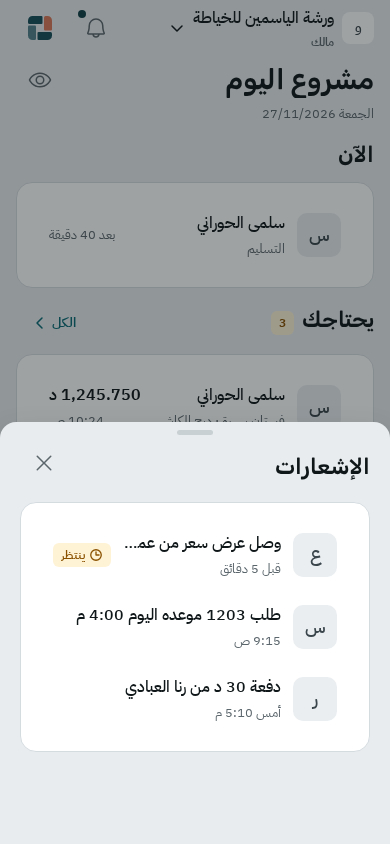 9
ورشة الياسمين للخياطة
مالك
مشروع اليوم
الجمعة 27/11/2026
الآن
س
سلمى الحوراني
التسليم
بعد 40 دقيقة
يحتاجك
3
الكل
س
سلمى الحوراني
1,245.750 د
10:24 ص
الإشعارات
ع
وصل عرض سعر من عمـ...
قبل 5 دقائق
ينتظر
س
طلب 1203 موعده اليوم 4:00 م
9:15 ص
ر
دفعة 30 د من رنا العبادي
أمس 5:10 م